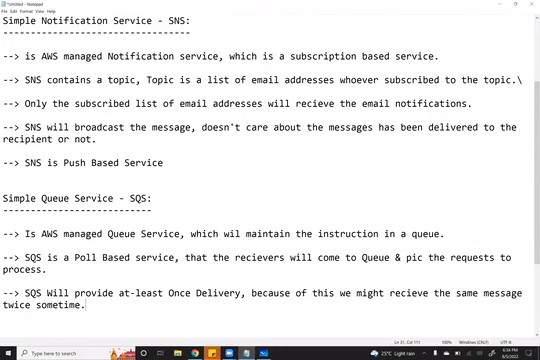 *Untitled - Notepad
File Edit Format View Help
Simple Notification Service - SNS:
----------------------------------
--> is AWS managed Notification service, which is a subscription based service.
--> SNS contains a topic, Topic is a list of email addresses whoever subscribed to the topic.\
--> Only the subscribed list of email addresses will recieve the email notifications.
--> SNS will broadcast the message, doesn't care about the messages has been delivered to the
recipient or not.
--> SNS is Push Based Service
Simple Queue Service - SQS:
---------------------------
--> Is AWS managed Queue Service, which wil maintain the instruction in a queue.
--> SQS is a Poll Based service, that the recievers will come to Queue & pic the requests to
process.
--> SQS Will provide at-least Once Delivery, because of this we might recieve the same message
twice sometime.
Ln 31, Col 111 100% Windows (CRLF) UTF-8
Type here to search 25°C Light rain 6:34 PM
8/5/2022